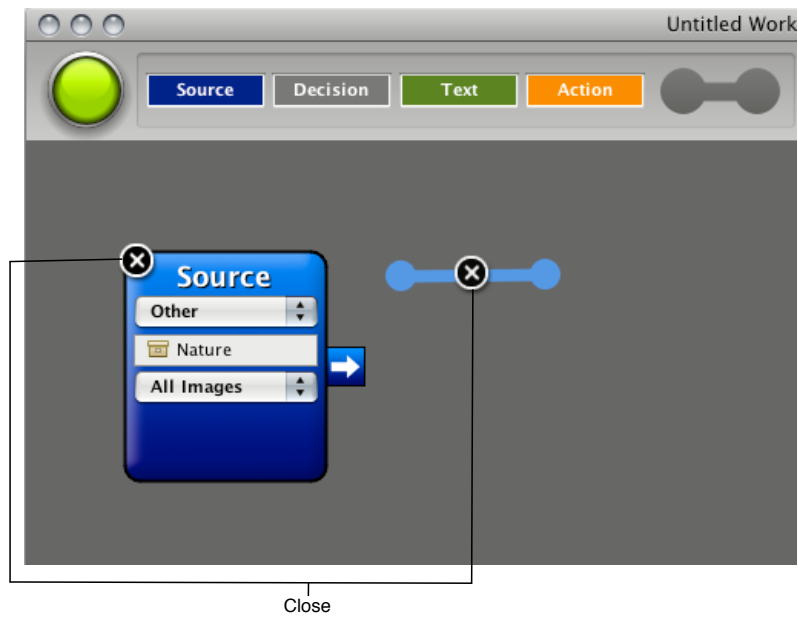 Untitled Work
Source Decision Text Action
Source
Other
Nature
All Images
Close